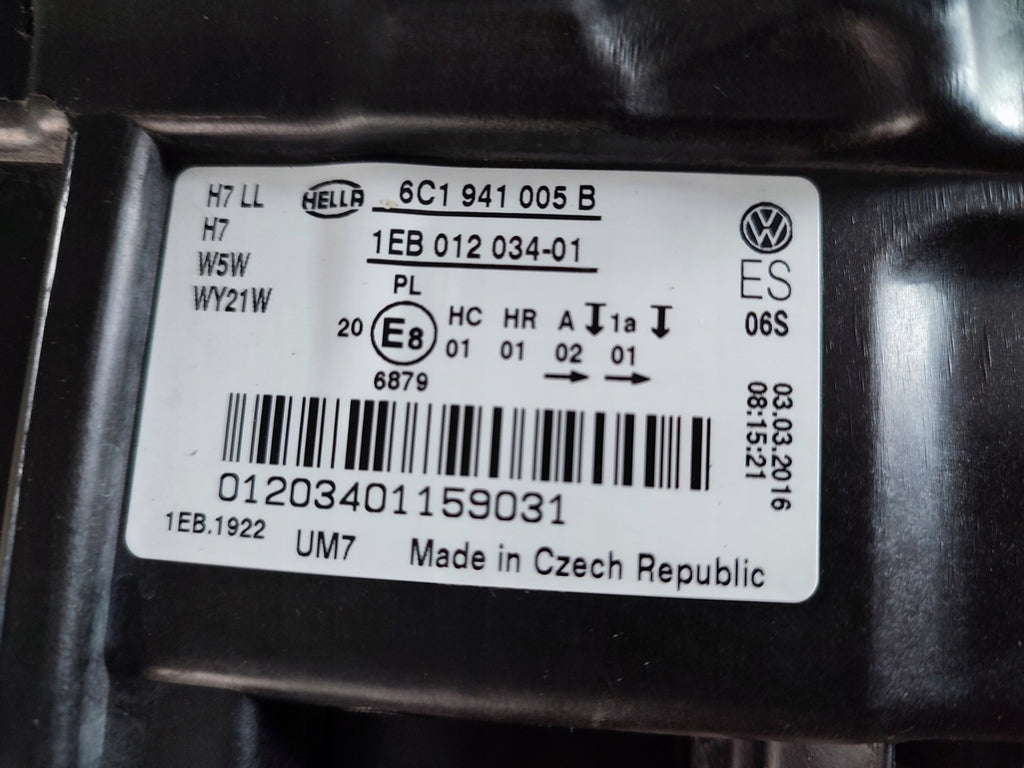 H7 LL
H7
W5W
WY21W
HELLA
6C1 941 005 B
1EB 012 034-01
PL
20 E8 HC HR A 1a
01 01 02 01
6879
01203401159031
1EB.1922
UM7
Made in Czech Republic
VW
ES
06S
03.03.2016
08:15:21